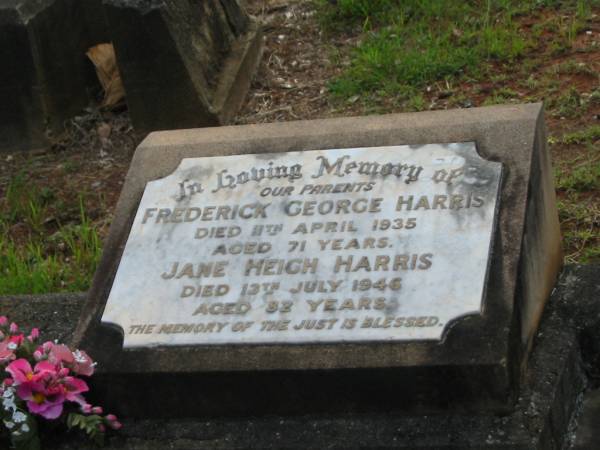 In Loving Memory of
OUR PARENTS
FREDERICK GEORGE HARRIS
DIED 11TH APRIL 1935
AGED 71 YEARS.
JANE HEIGH HARRIS
DIED 13TH JULY 1946
AGED 82 YEARS.
THE MEMORY OF THE JUST IS BLESSED.